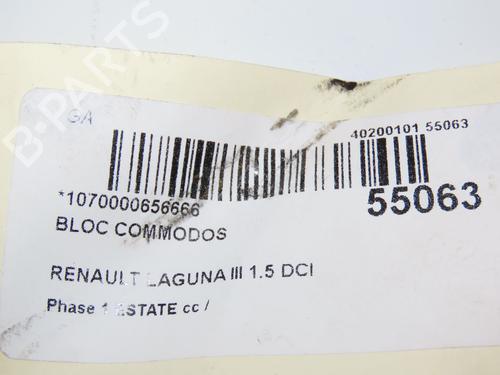 GA
40200101 55063
*1070000656666
55063
BLOC COMMODOS
RENAULT LAGUNA III 1.5 DCI
Phase 1 ESTATE cc /
B-PARTS